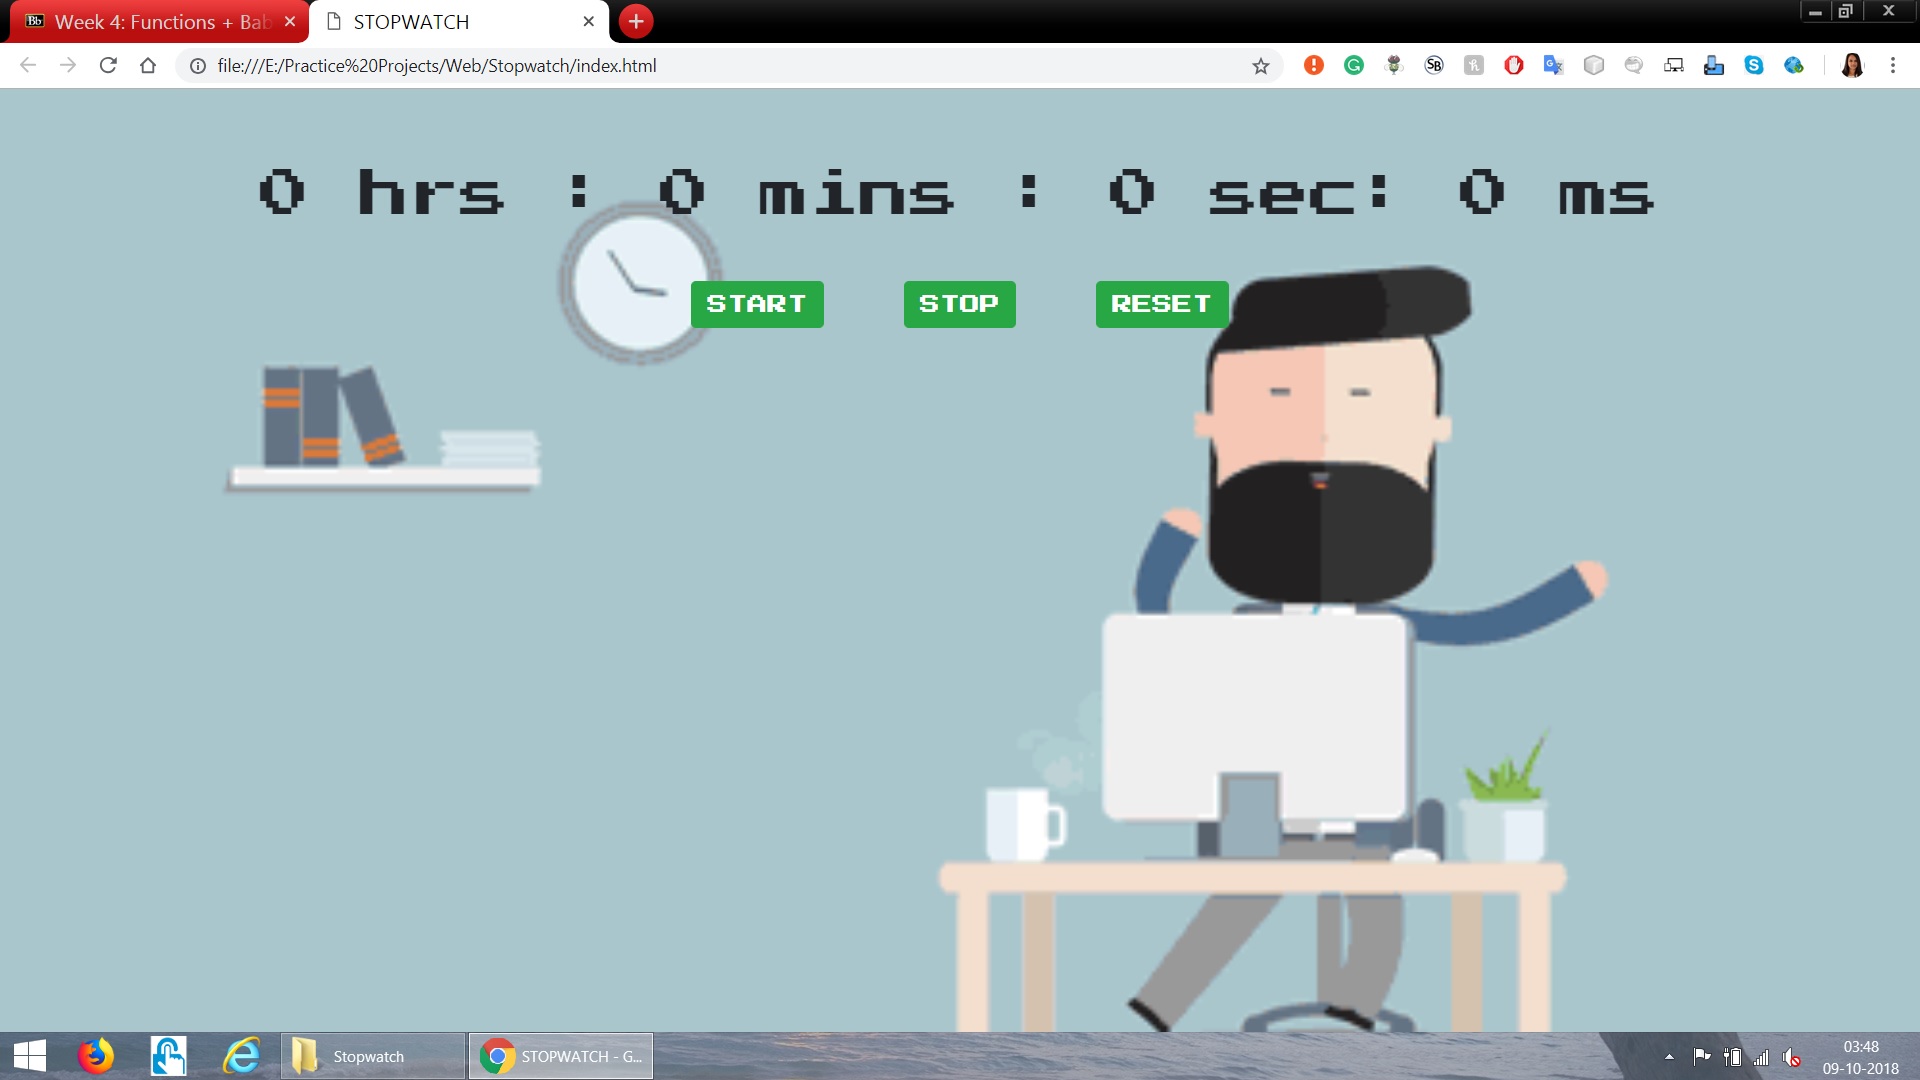 Bb Week 4: Functions + Bab
STOPWATCH
file:///E:/Practice%20Projects/Web/Stopwatch/index.html
0 hrs : 0 mins : 0 sec: 0 ms
START STOP RESET
Stopwatch
STOPWATCH - G...
03:48
09-10-2018